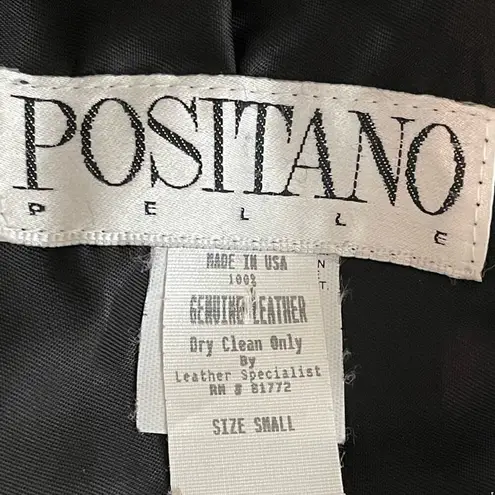 POSITANO
PELLE
MADE IN USA
100%
GENUINE LEATHER
Dry Clean Only
By
Leather Specialist
RN # 81772
SIZE SMALL